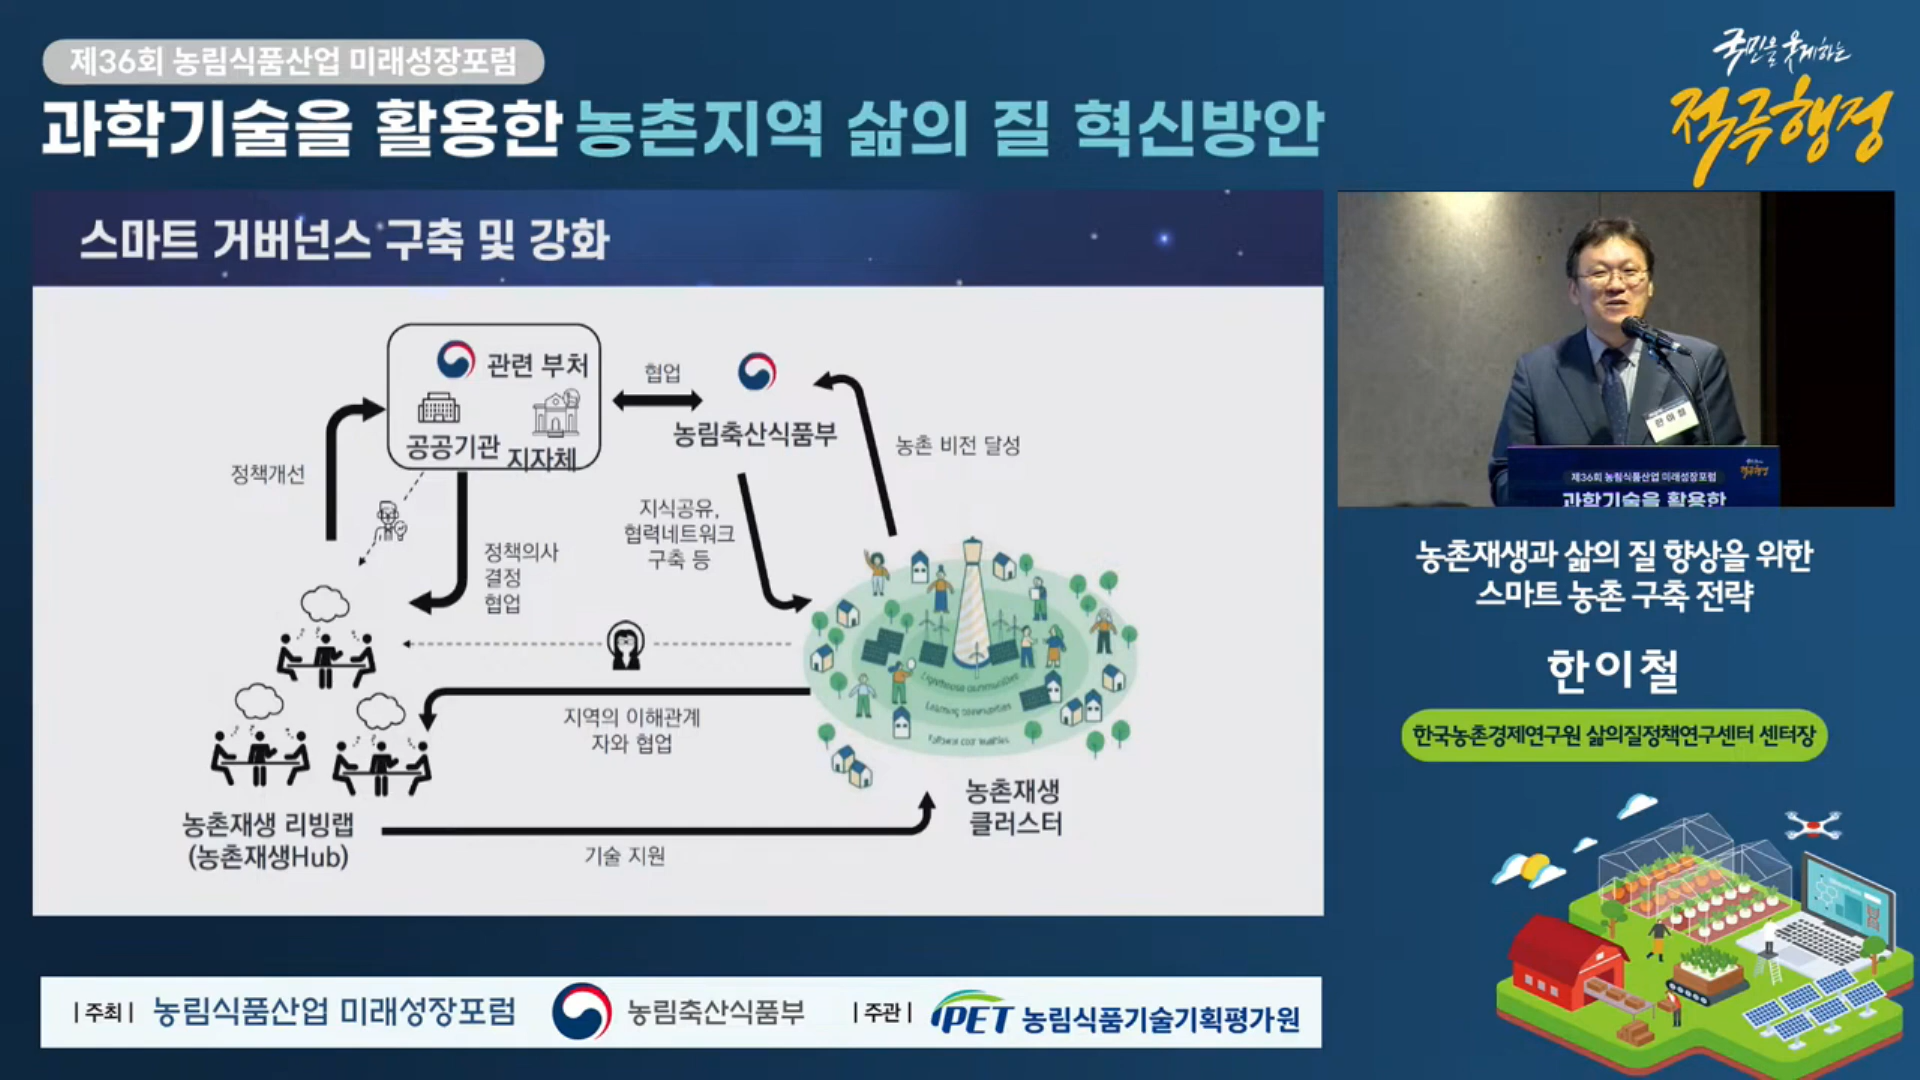 제36회 농림식품산업 미래성장포럼
과학기술을 활용한 농촌지역 삶의 질 혁신방안
국민을 웃게하는
적극행정
스마트 거버넌스 구축 및 강화
관련 부처
공공기관
지자체
협업
농림축산식품부
농촌 비전 달성
정책개선
정책의사
결정
협업
지식공유,
협력네트워크
구축 등
Lighthouse communities
Learning communities
지역의 이해관계
자와 협업
농촌재생 리빙랩
(농촌재생Hub)
기술 지원
농촌재생
클러스터
한이철
제36회 농림식품산업 미래성장포럼
과학기술을 활용한
적극행정
농촌재생과 삶의 질 향상을 위한
스마트 농촌 구축 전략
한이철
한국농촌경제연구원 삶의질정책연구센터 센터장
|주최| 농림식품산업 미래성장포럼 농림축산식품부 |주관| iPET 농림식품기술기획평가원